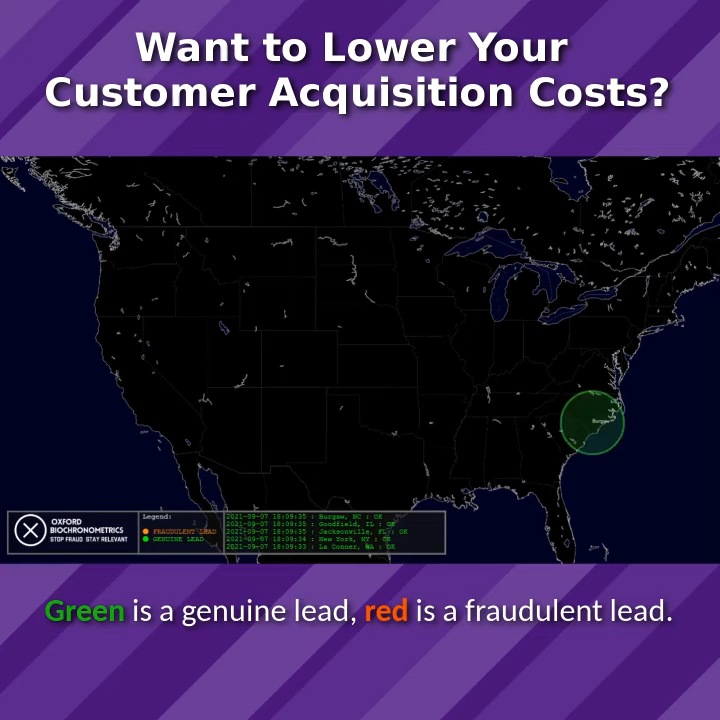 Want to Lower Your
Customer Acquisition Costs?
Burgaw
OXFORD
BIOCHRONOMETRICS
STOP FRAUD STAY RELEVANT
Legend:
FRAUDULENT LEAD
GENUINE LEAD
2021-09-07 18:09:35 : Burgaw, NC : OK
2021-09-07 18:09:35 : Goodfield, IL : OK
2021-09-07 18:09:35 : Jacksonville, FL : OK
2021-09-07 18:09:34 : New York, NY : OK
2021-09-07 18:09:33 : La Conner, WA : OK
Green is a genuine lead, red is a fraudulent lead.